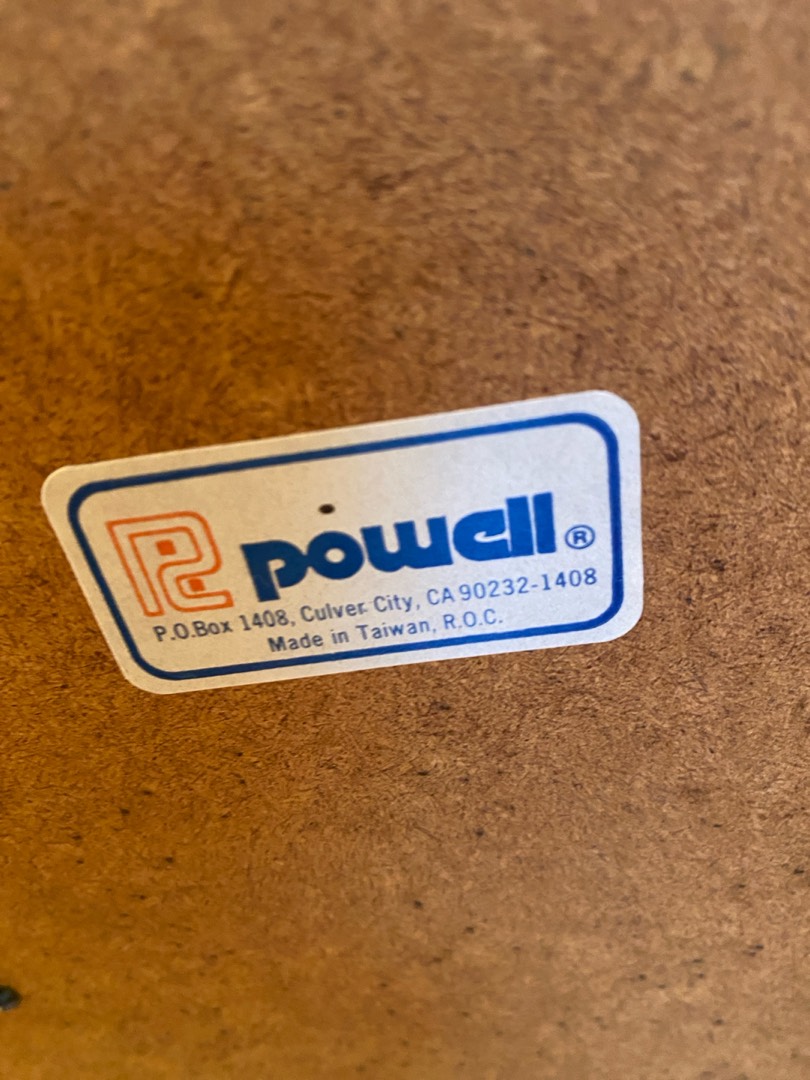 powell®
P.O.Box 1408, Culver City, CA 90232-1408
Made in Taiwan, R.O.C.